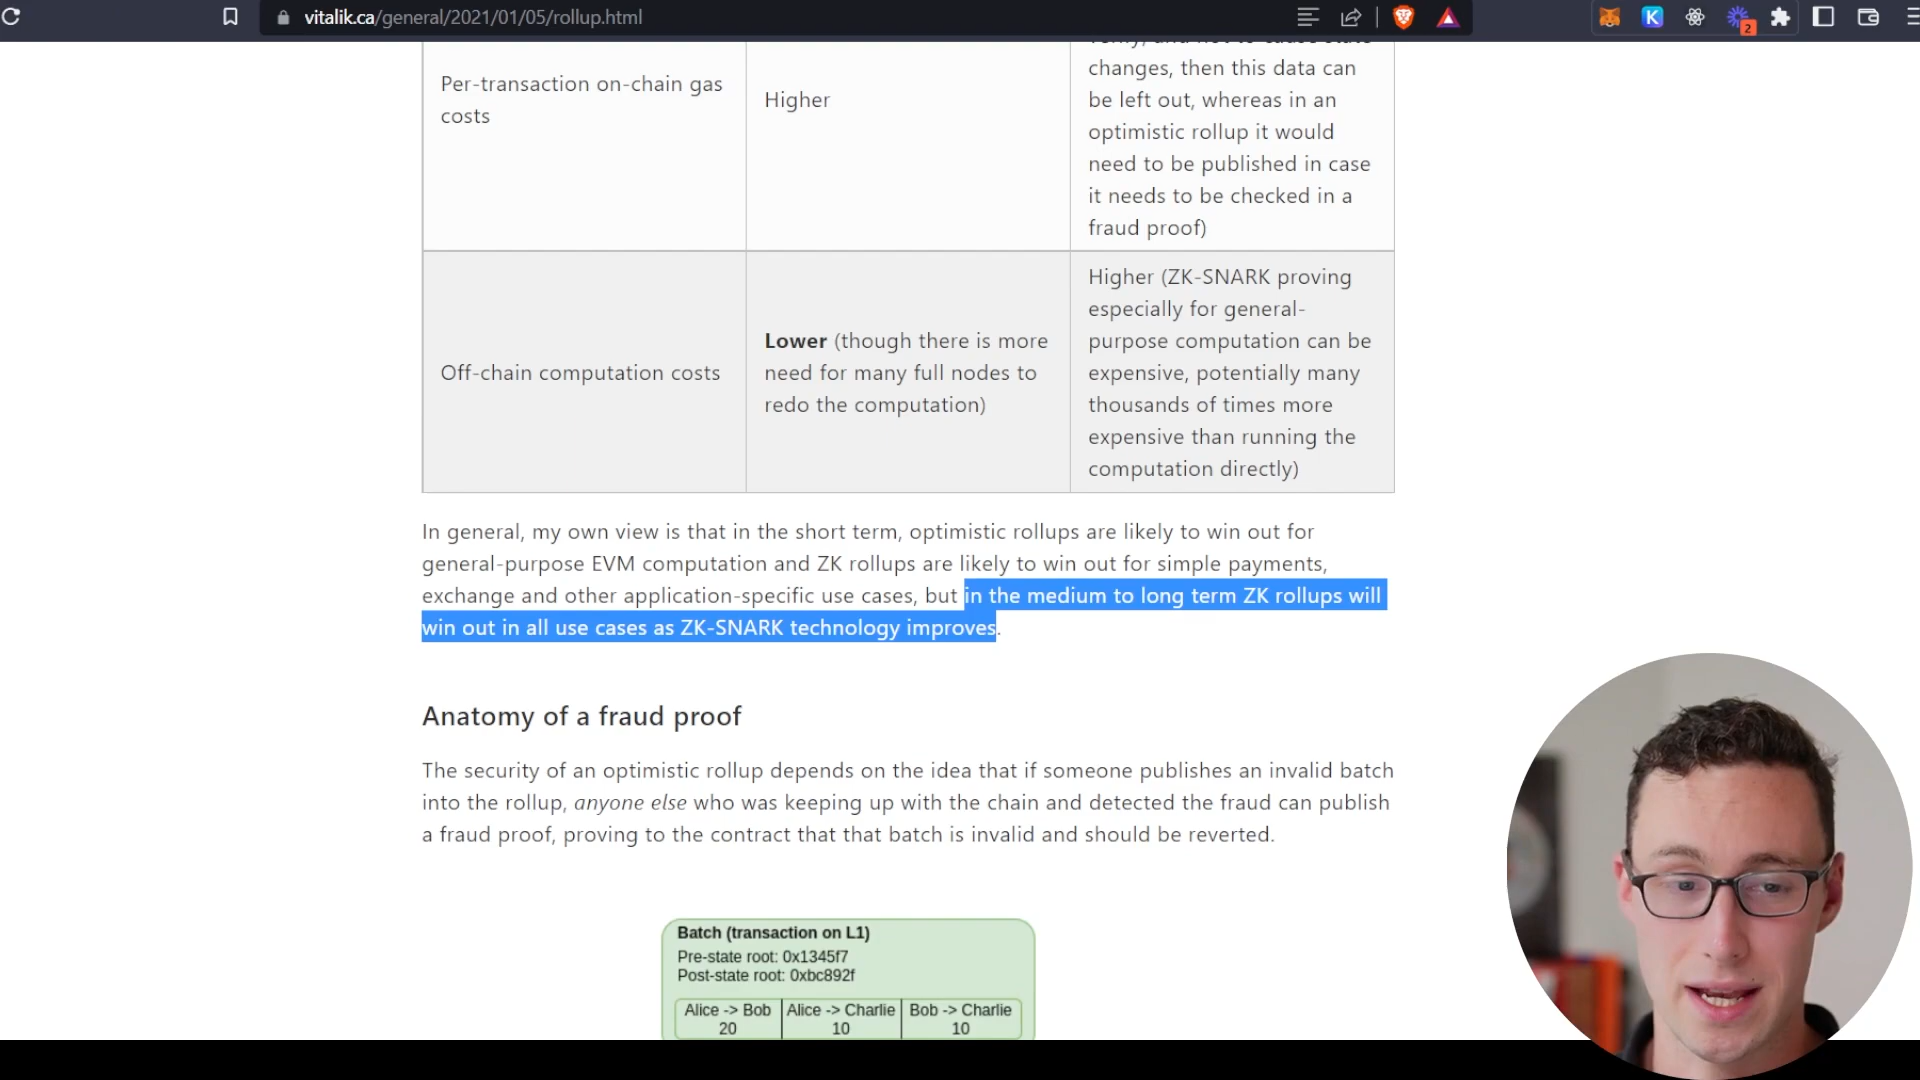 vitalik.ca/general/2021/01/05/rollup.html
K
2
Per-transaction on-chain gas
costs
Higher
changes, then this data can
be left out, whereas in an
optimistic rollup it would
need to be published in case
it needs to be checked in a
fraud proof)
Off-chain computation costs
Lower (though there is more
need for many full nodes to
redo the computation)
Higher (ZK-SNARK proving
especially for general-
purpose computation can be
expensive, potentially many
thousands of times more
expensive than running the
computation directly)
In general, my own view is that in the short term, optimistic rollups are likely to win out for
general-purpose EVM computation and ZK rollups are likely to win out for simple payments,
exchange and other application-specific use cases, but in the medium to long term ZK rollups will
win out in all use cases as ZK-SNARK technology improves.
Anatomy of a fraud proof
The security of an optimistic rollup depends on the idea that if someone publishes an invalid batch
into the rollup, anyone else who was keeping up with the chain and detected the fraud can publish
a fraud proof, proving to the contract that that batch is invalid and should be reverted.
Batch (transaction on L1)
Pre-state root: 0x1345f7
Post-state root: 0xbc892f
Alice -> Bob
20
Alice -> Charlie
10
Bob -> Charlie
10